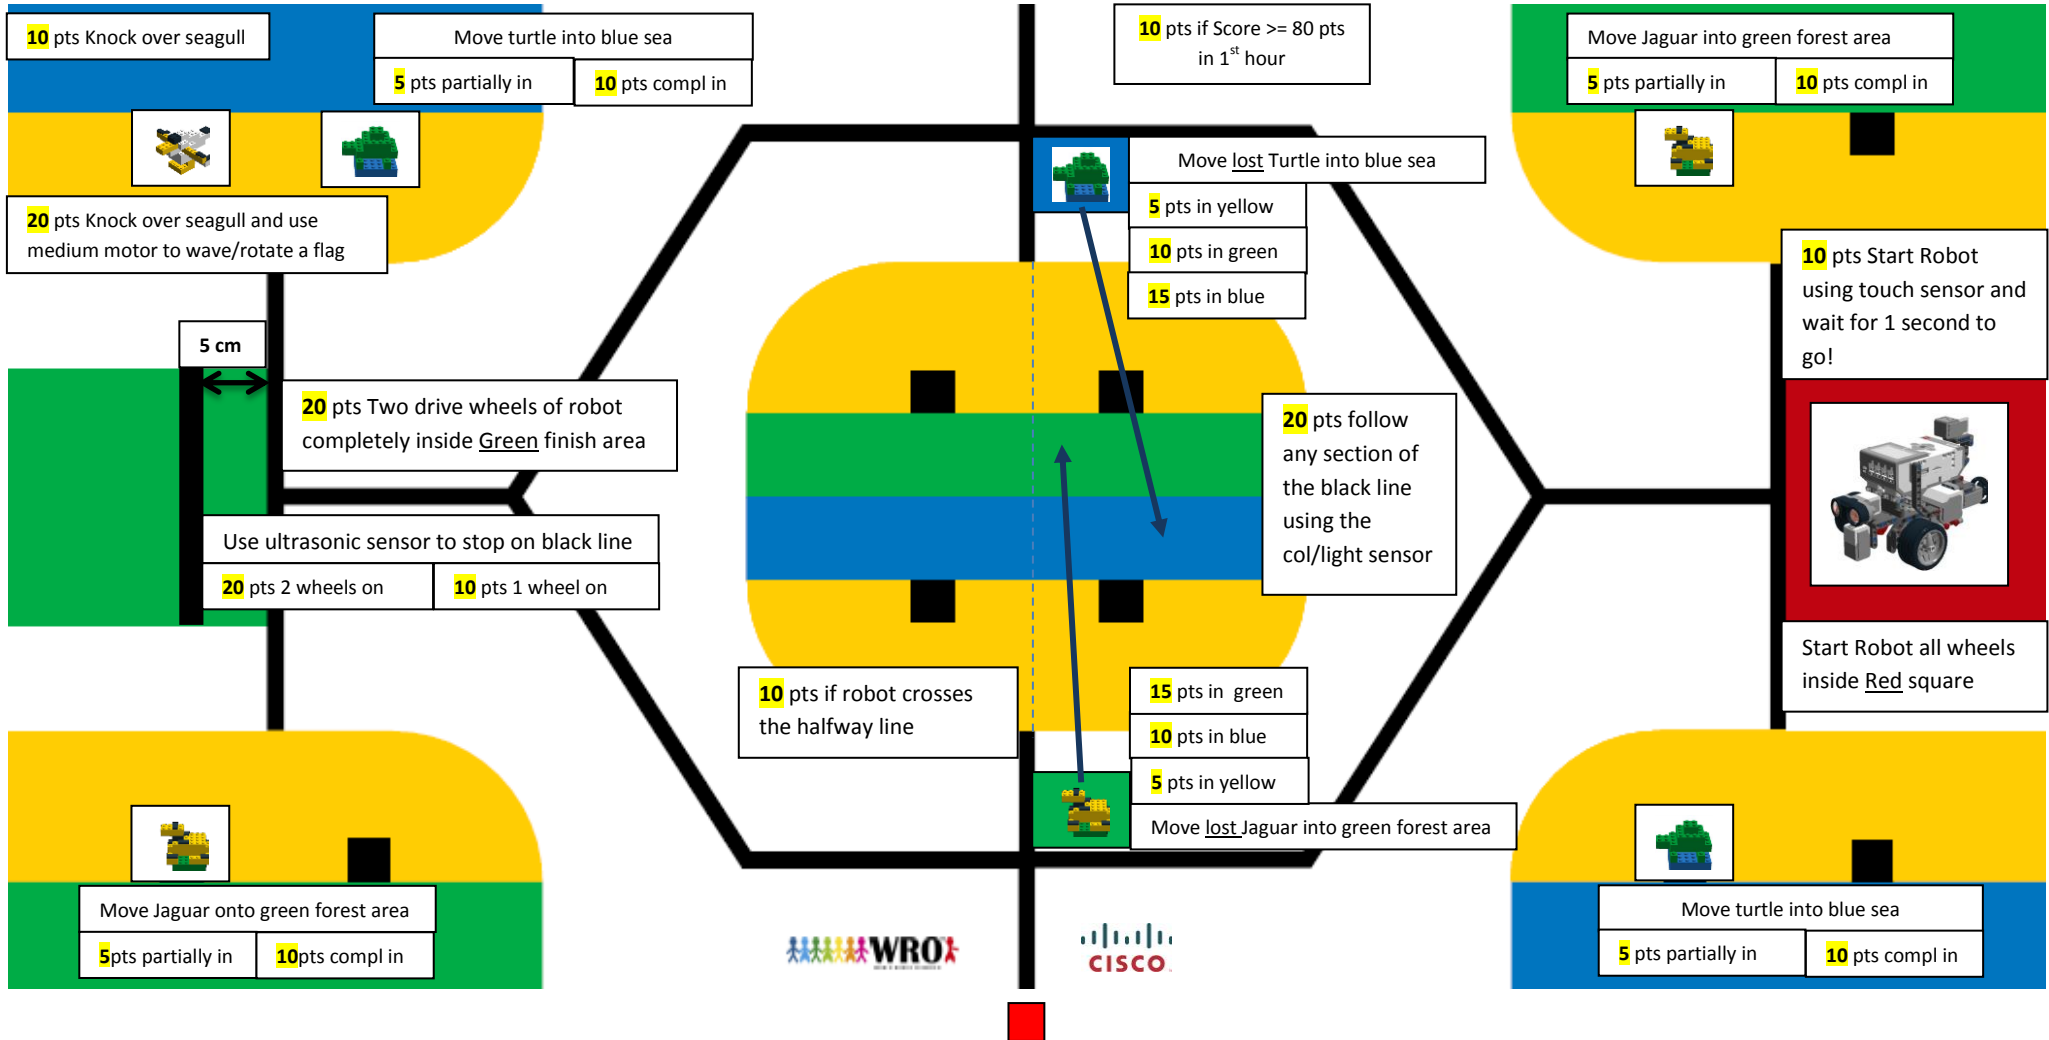 10 pts Knock over seagull
Move turtle into blue sea
5 pts partially in
10 pts compl in
20 pts Knock over seagull and use
medium motor to wave/rotate a flag
10 pts if Score >= 80 pts
in 1st hour
Move Jaguar into green forest area
5 pts partially in
10 pts compl in
Move lost Turtle into blue sea
5 pts in yellow
10 pts in green
15 pts in blue
10 pts Start Robot
using touch sensor and
wait for 1 second to
go!
5 cm
20 pts Two drive wheels of robot
completely inside Green finish area
20 pts follow
any section of
the black line
using the
col/light sensor
Use ultrasonic sensor to stop on black line
20 pts 2 wheels on
10 pts 1 wheel on
Start Robot all wheels
inside Red square
10 pts if robot crosses
the halfway line
15 pts in green
10 pts in blue
5 pts in yellow
Move lost Jaguar into green forest area
Move Jaguar onto green forest area
5pts partially in
10pts compl in
Move turtle into blue sea
5 pts partially in
10 pts compl in
WRO
CISCO